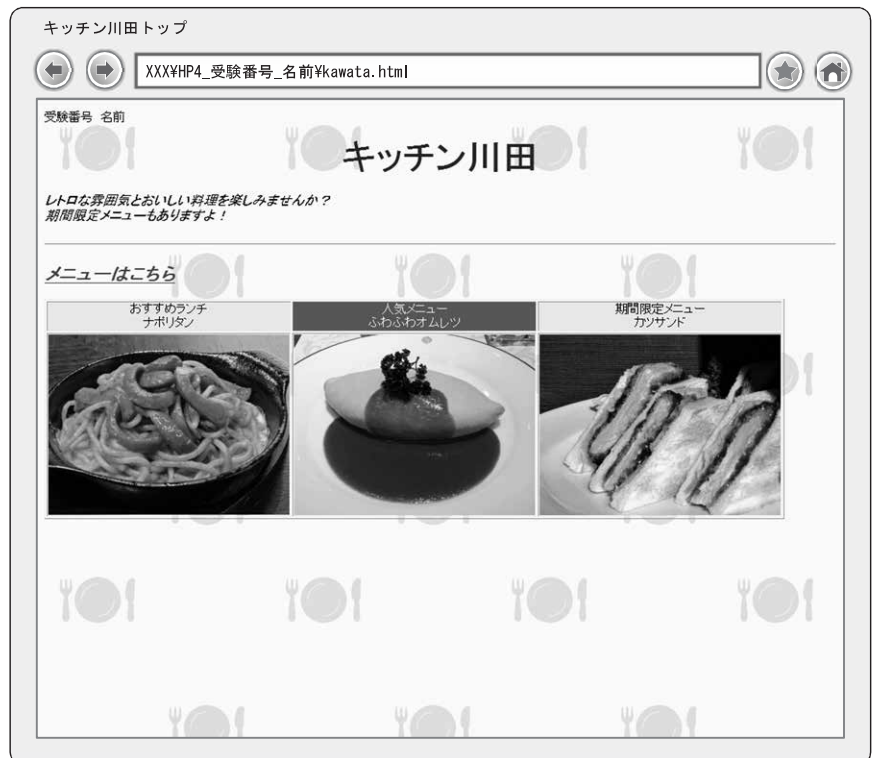 キッチン川田トップ
XXX¥HP4_受験番号_名前¥kawata.html
受験番号 名前
キッチン川田
レトロな雰囲気とおいしい料理を楽しみませんか？
期間限定メニューもありますよ！
メニューはこちら
おすすめランチ
ナポリタン
人気メニュー
ふわふわオムレツ
期間限定メニュー
カツサンド